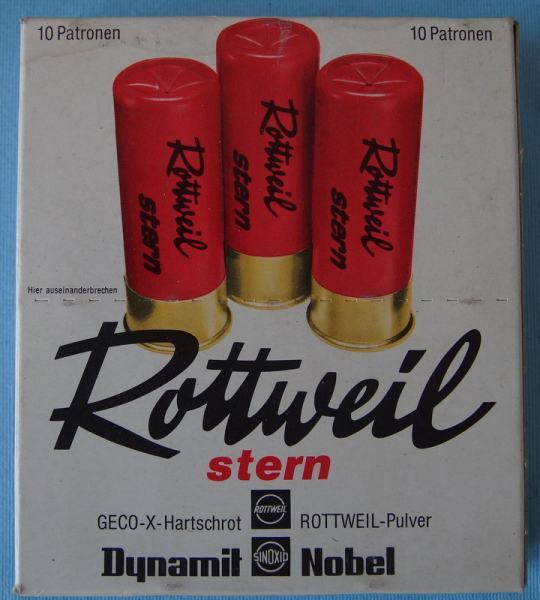 10 Patronen
10 Patronen
Rottweil
stern
Rottweil
stern
Rottweil
stern
Hier auseinanderbrechen
Rottweil
stern
ROTTWEIL
GECO-X-Hartschrot ROTTWEIL-Pulver
Dynamit SINOXID Nobel